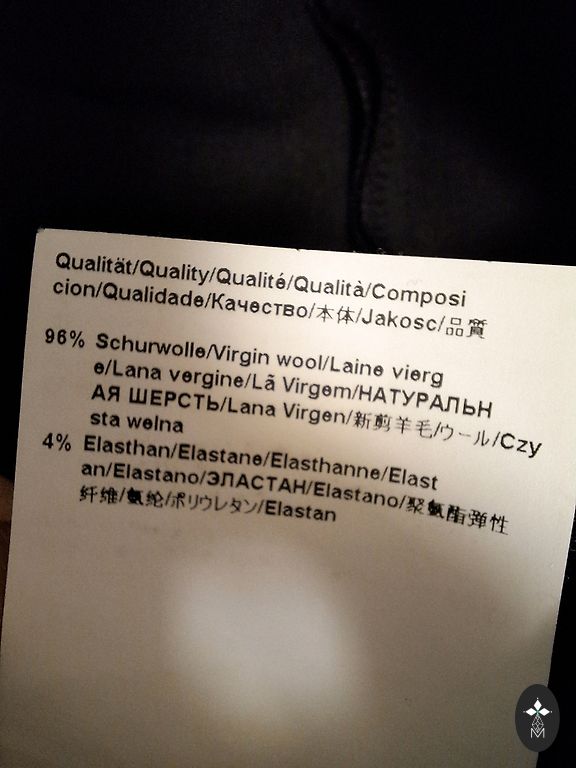 Qualität/Quality/Qualité/Qualità/Composi
cion/Qualidade/Качество/本体/Jakosc/品質
96% Schurwolle/Virgin wool/Laine vierg
e/Lana vergine/Lã Virgem/НАТУРАЛЬН
АЯ ШЕРСТЬ/Lana Virgen/新剪羊毛/ウール/Czy
sta welna
4% Elasthan/Elastane/Elasthanne/Elast
an/Elastano/ЭЛАСТАН/Elastano/聚氨酯弹性
纤维/氨纶/ポリウレタン/Elastan
M